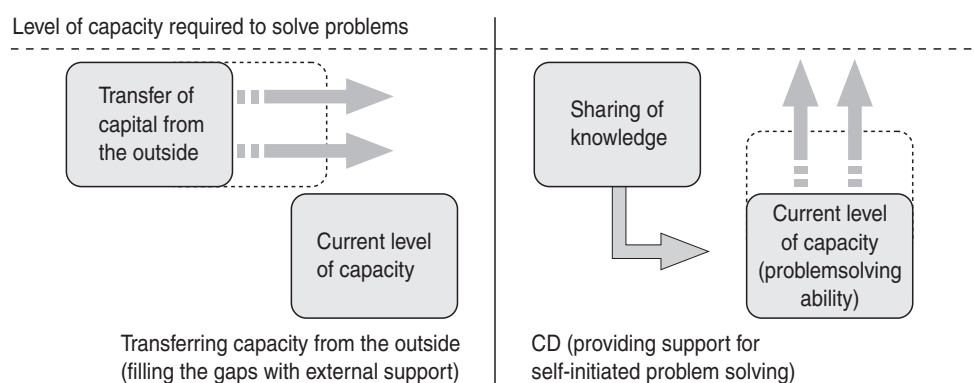 Level of capacity required to solve problems
Transfer of
capital from
the outside
Current level
of capacity
Transferring capacity from the outside
(filling the gaps with external support)
Sharing of
knowledge
Current level
of capacity
(problemsolving
ability)
CD (providing support for
self-initiated problem solving)